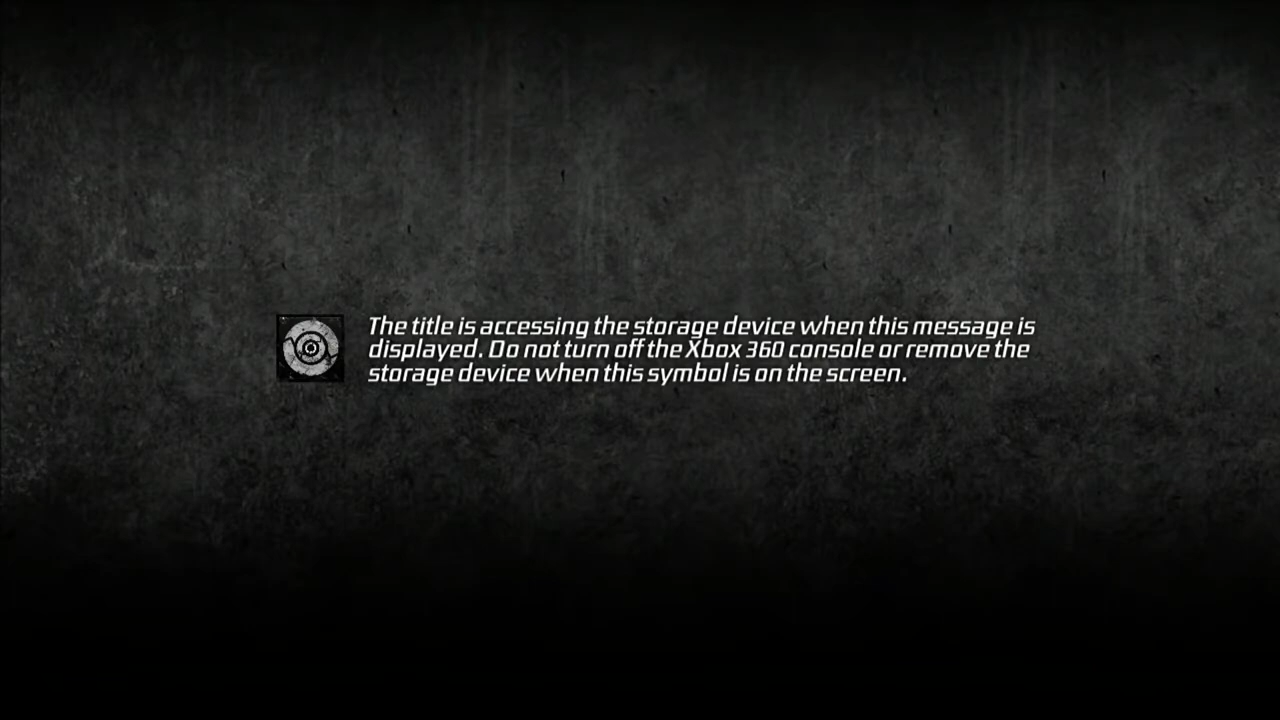 The title is accessing the storage device when this message is
displayed. Do not turn off the Xbox 360 console or remove the
storage device when this symbol is on the screen.